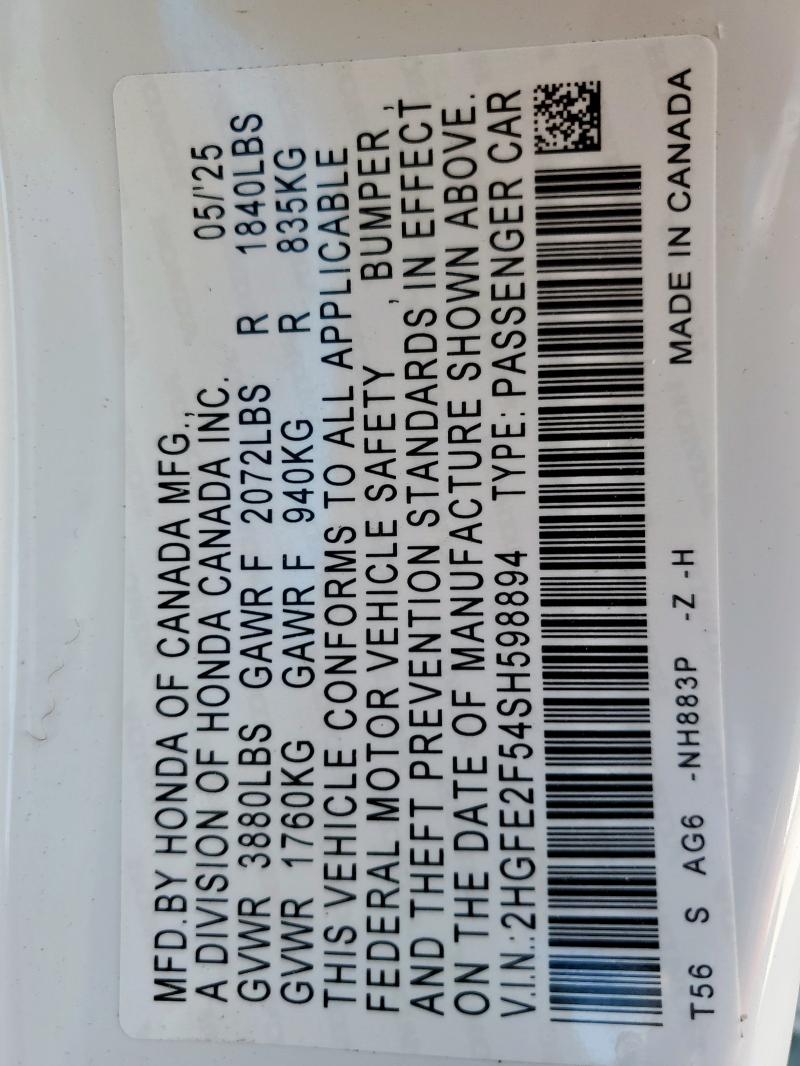 MFD.BY HONDA OF CANADA MFG.,
A DIVISION OF HONDA CANADA INC. 05/'25
GVWR 3880LBS GAWR F 2072LBS R 1840LBS
GVWR 1760KG GAWR F 940KG R 835KG
THIS VEHICLE CONFORMS TO ALL APPLICABLE
FEDERAL MOTOR VEHICLE SAFETY , BUMPER ,
AND THEFT PREVENTION STANDARDS IN EFFECT
ON THE DATE OF MANUFACTURE SHOWN ABOVE.
V.I.N.:2HGFE2F54SH598894 TYPE: PASSENGER CAR
T56 S AG6 -NH883P -Z -H MADE IN CANADA